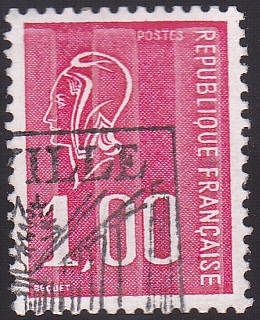 POSTES
REPUBLIQUE FRANÇAISE
ILLE
1,00
BEQUET